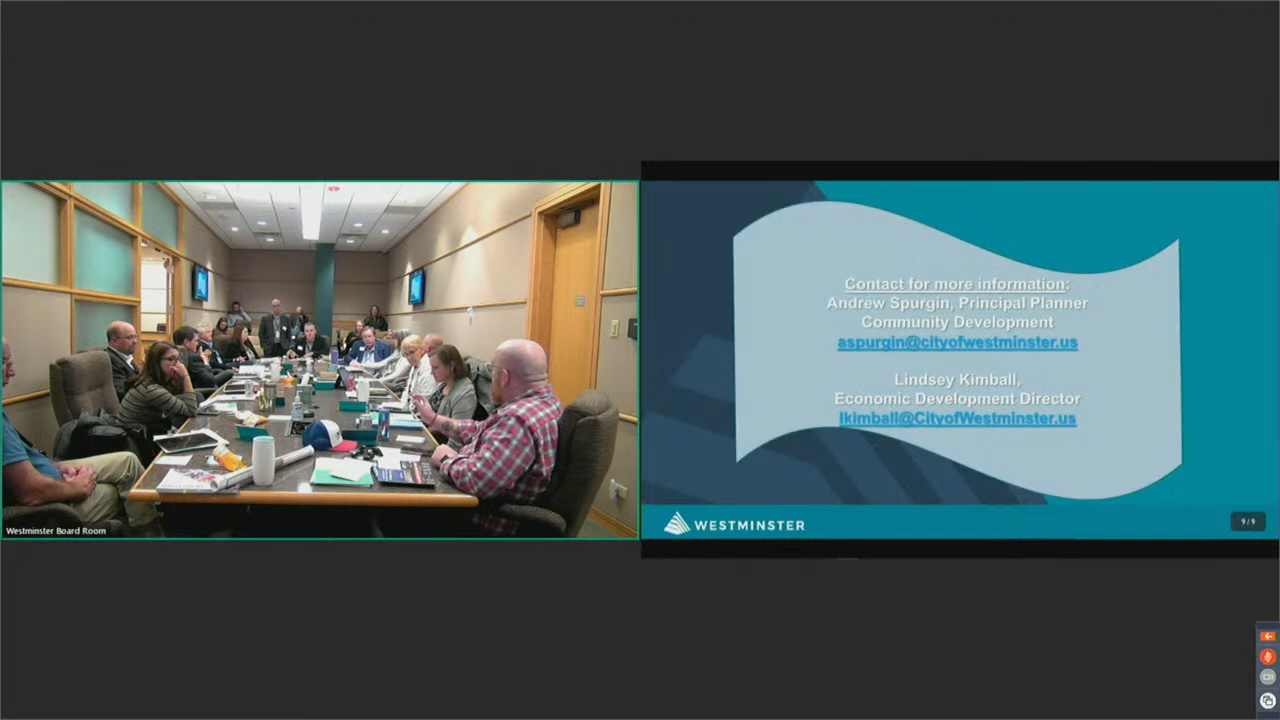 Westminster Board Room
Contact for more information:
Andrew Spurgin, Principal Planner
Community Development
aspurgin@cityofwestminster.us
Lindsey Kimball,
Economic Development Director
lkimball@CityofWestminster.us
WESTMINSTER
9/9